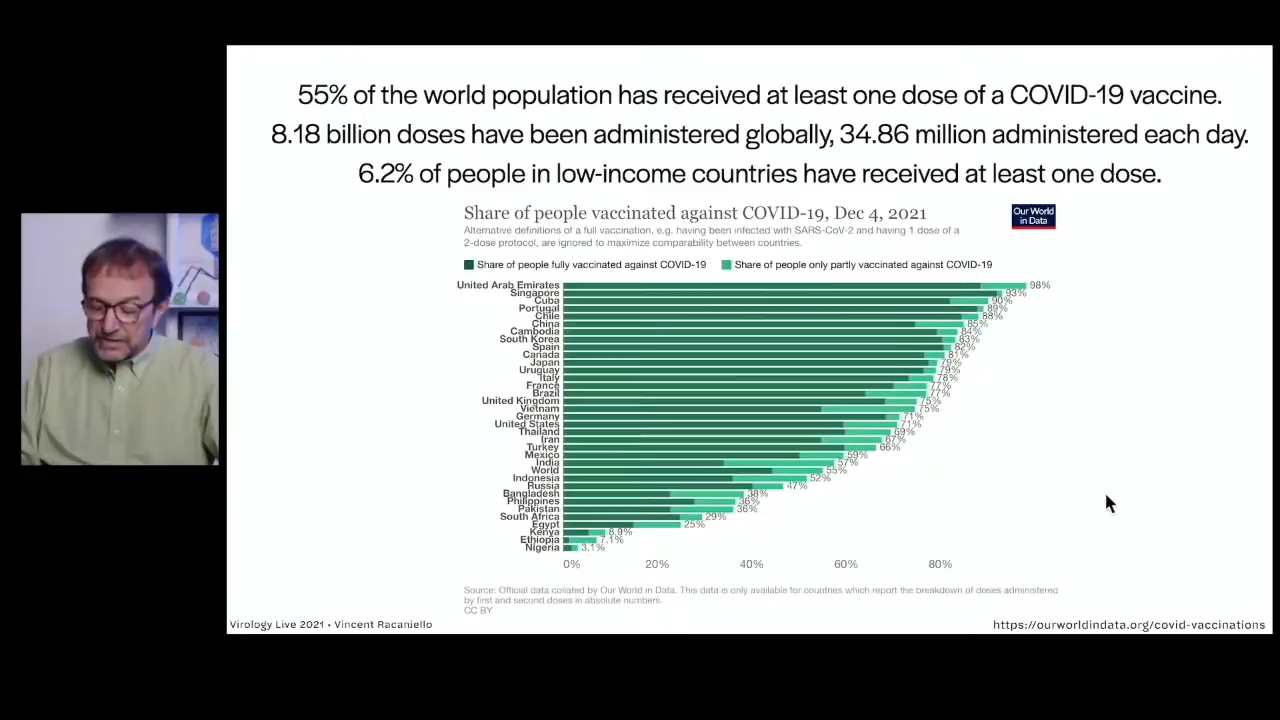 55% of the world population has received at least one dose of a COVID-19 vaccine.
8.18 billion doses have been administered globally, 34.86 million administered each day.
6.2% of people in low-income countries have received at least one dose.
Share of people vaccinated against COVID-19, Dec 4, 2021
Our World
in Data
Alternative definitions of a full vaccination, e.g. having been infected with SARS-CoV-2 and having 1 dose of a
2-dose protocol, are ignored to maximize comparability between countries.
Share of people fully vaccinated against COVID-19 Share of people only partly vaccinated against COVID-19
United Arab Emirates 98%
Singapore 93%
Cuba 90%
Portugal 89%
Chile 88%
China 85%
Cambodia 84%
South Korea 83%
Spain 82%
Canada 81%
Japan 79%
Uruguay 79%
Italy 78%
France 77%
Brazil 77%
United Kingdom 75%
Vietnam 75%
Germany 71%
United States 71%
Thailand 69%
Iran 67%
Turkey 66%
Mexico 59%
India 57%
World 55%
Indonesia 52%
Russia 47%
Bangladesh 38%
Philippines 36%
Pakistan 36%
South Africa 29%
Egypt 25%
Kenya 8.9%
Ethiopia 7.1%
Nigeria 3.1%
0% 20% 40% 60% 80%
Source: Official data collated by Our World in Data. This data is only available for countries which report the breakdown of doses administered
by first and second doses in absolute numbers.
CC BY
Virology Live 2021 • Vincent Racaniello
https://ourworldindata.org/covid-vaccinations